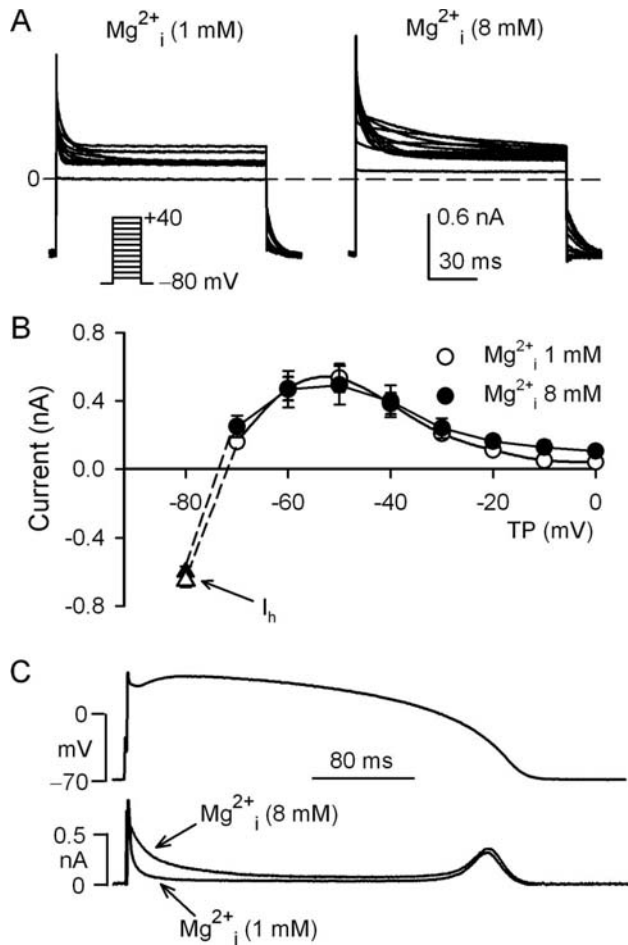 A
Mg²⁺ᵢ (1 mM)
Mg²⁺ᵢ (8 mM)
0
+40
−80 mV
0.6 nA
30 ms
B
Current (nA)
0.8
0.4
0.0
-0.4
-0.8
Mg²⁺ᵢ 1 mM
Mg²⁺ᵢ 8 mM
-80
-60
-40
-20
0
TP (mV)
Iₕ
C
0
mV
−70
80 ms
0.5
nA
0
Mg²⁺ᵢ (8 mM)
Mg²⁺ᵢ (1 mM)